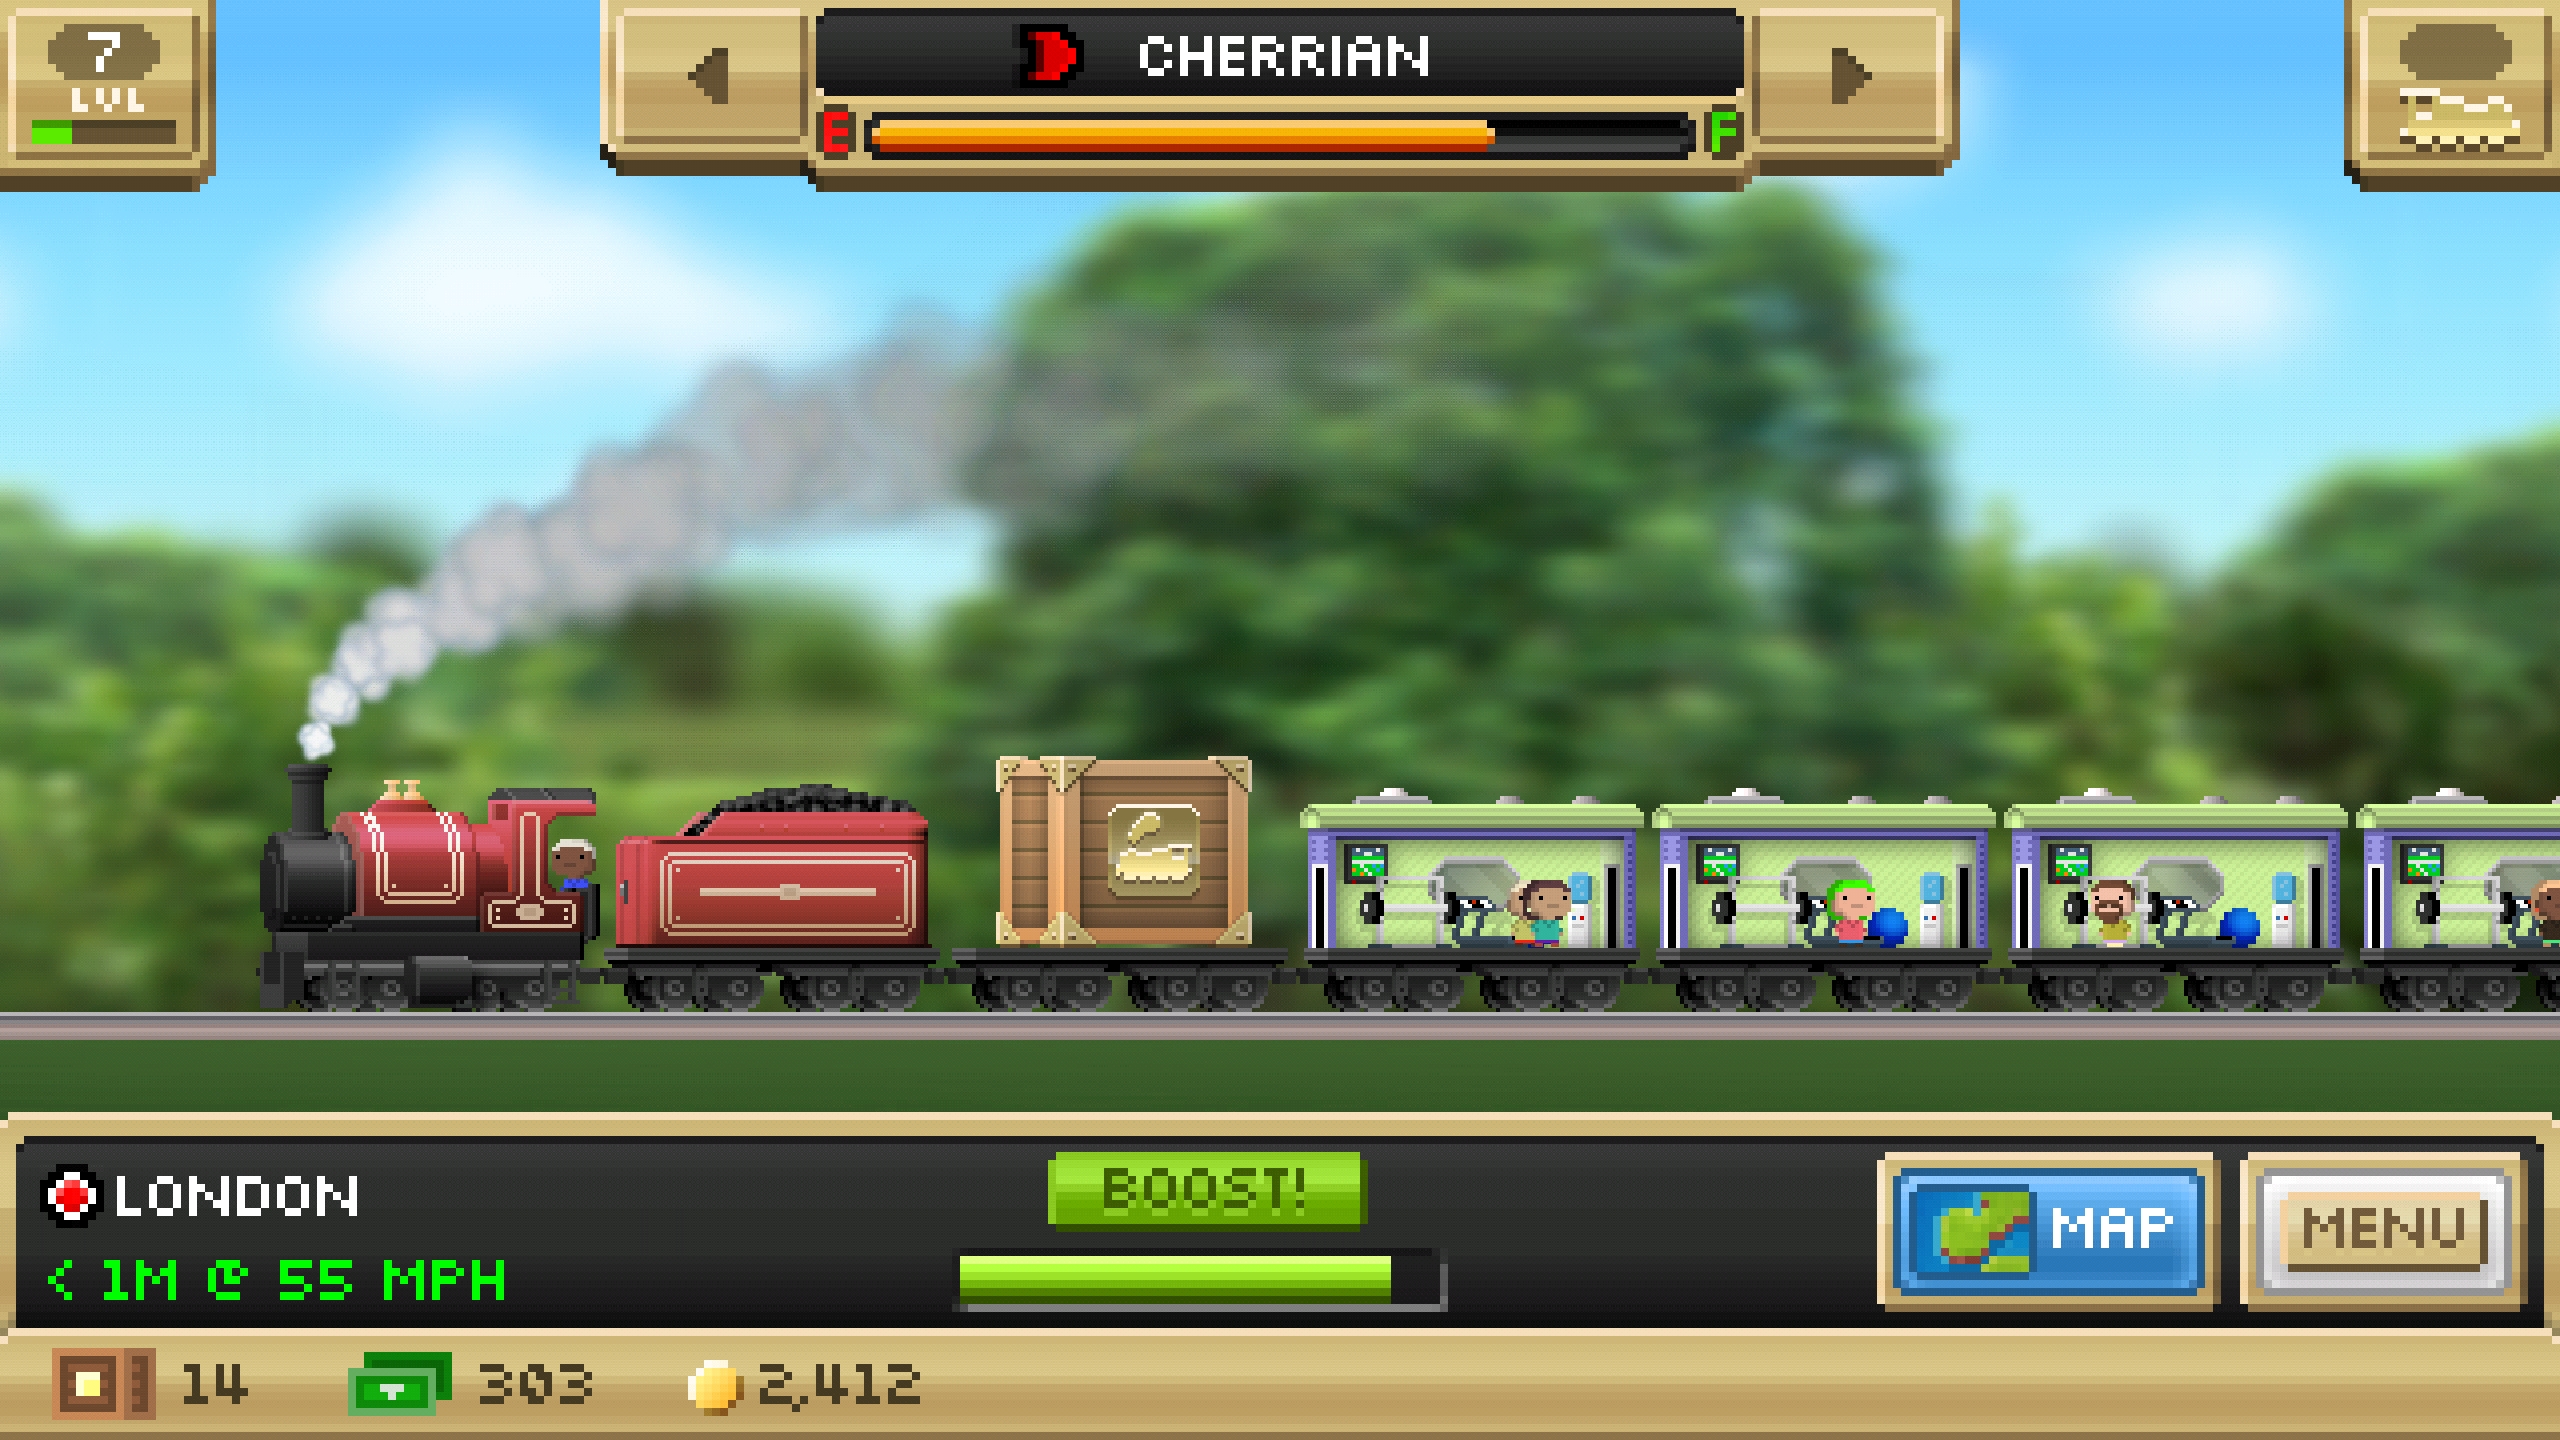 7
LVL
CHERRIAN
E
F
LONDON
< 1M @ 55 MPH
BOOST!
MAP
MENU
14
303
2,412